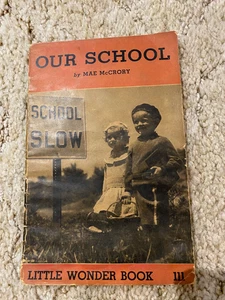 OUR SCHOOL
by MAE McCRORY
SCHOOL
SLOW
LITTLE WONDER BOOK 111